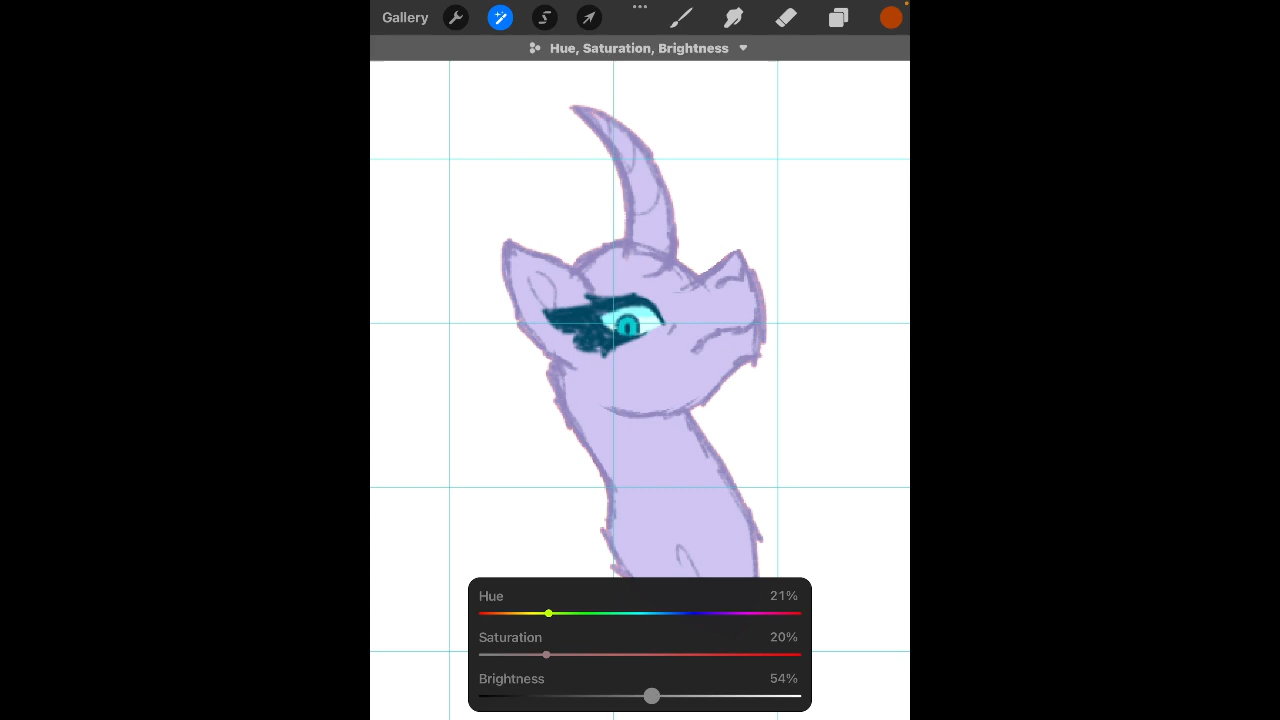 Gallery
Hue, Saturation, Brightness
Hue 21%
Saturation 20%
Brightness 54%